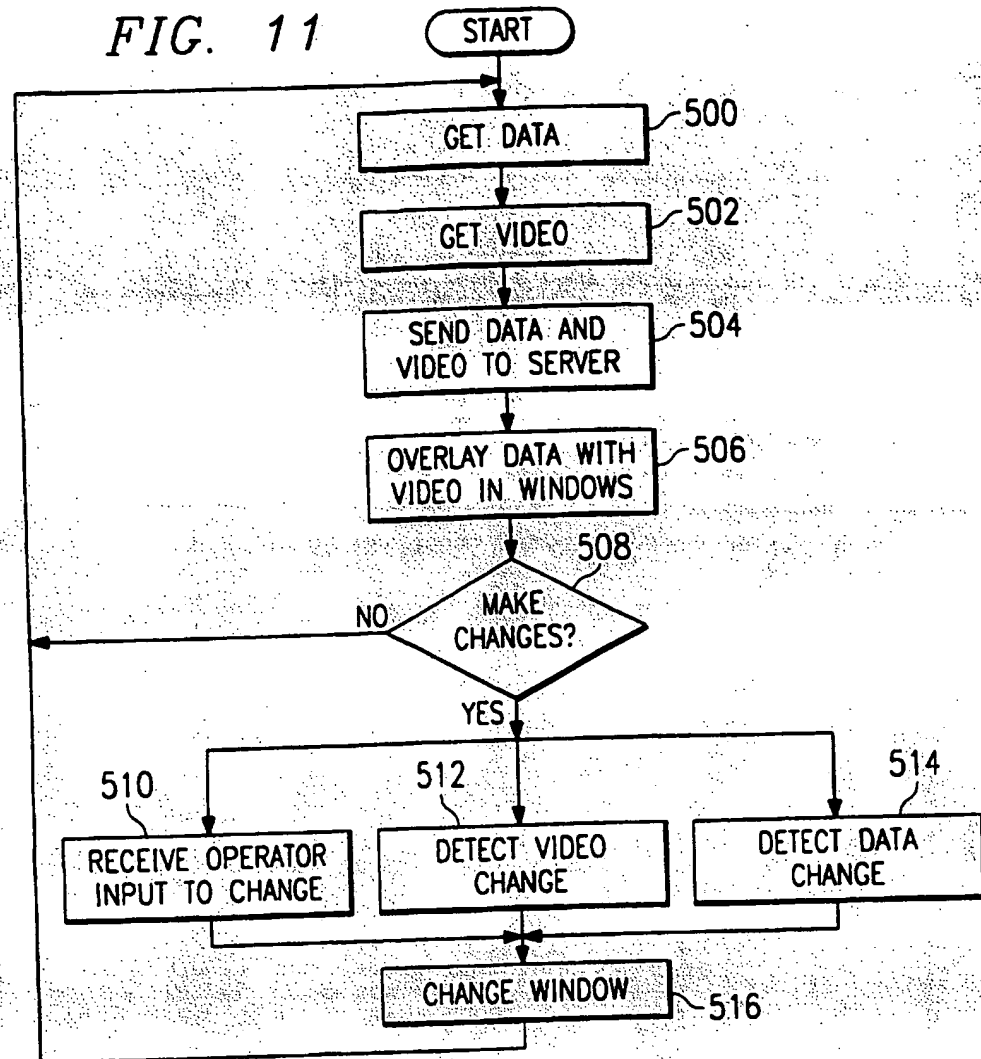 FIG. 11
START
GET DATA
500
GET VIDEO
502
SEND DATA AND
VIDEO TO SERVER
504
OVERLAY DATA WITH
VIDEO IN WINDOWS
506
508
MAKE
CHANGES?
NO
YES
510
RECEIVE OPERATOR
INPUT TO CHANGE
512
DETECT VIDEO
CHANGE
514
DETECT DATA
CHANGE
CHANGE WINDOW
516